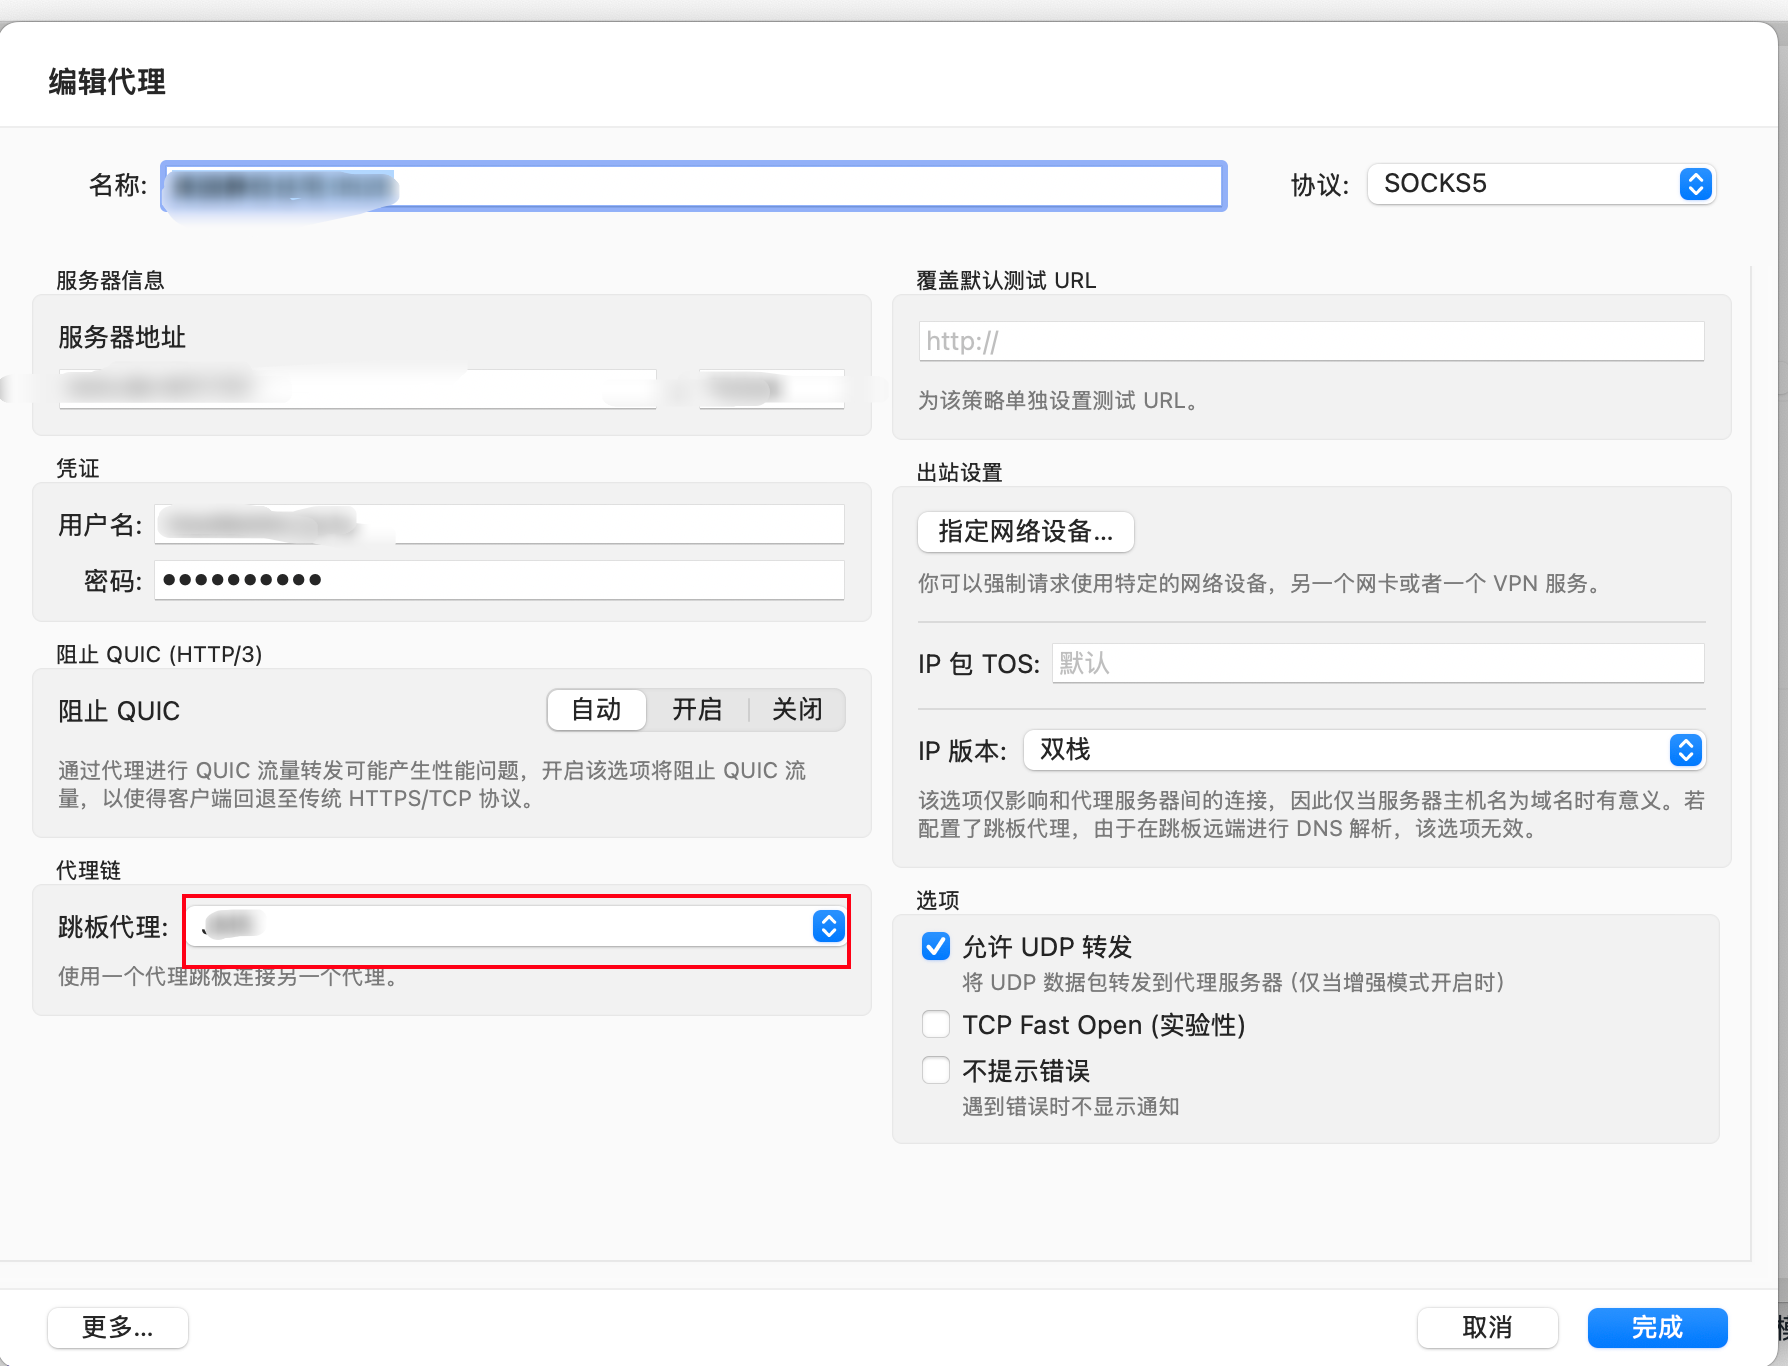 编辑代理
名称:
协议: SOCKS5
服务器信息
服务器地址
凭证
用户名:
密码: ●●●●●●●●●●
阻止 QUIC (HTTP/3)
阻止 QUIC 自动 开启 关闭
通过代理进行 QUIC 流量转发可能产生性能问题，开启该选项将阻止 QUIC 流
量，以使得客户端回退至传统 HTTPS/TCP 协议。
代理链
跳板代理:
使用一个代理跳板连接另一个代理。
覆盖默认测试 URL
http://
为该策略单独设置测试 URL。
出站设置
指定网络设备...
你可以强制请求使用特定的网络设备，另一个网卡或者一个 VPN 服务。
IP 包 TOS: 默认
IP 版本: 双栈
该选项仅影响和代理服务器间的连接，因此仅当服务器主机名为域名时有意义。若
配置了跳板代理，由于在跳板远端进行 DNS 解析，该选项无效。
选项
允许 UDP 转发
将 UDP 数据包转发到代理服务器 (仅当增强模式开启时)
TCP Fast Open (实验性)
不提示错误
遇到错误时不显示通知
更多...
取消
完成